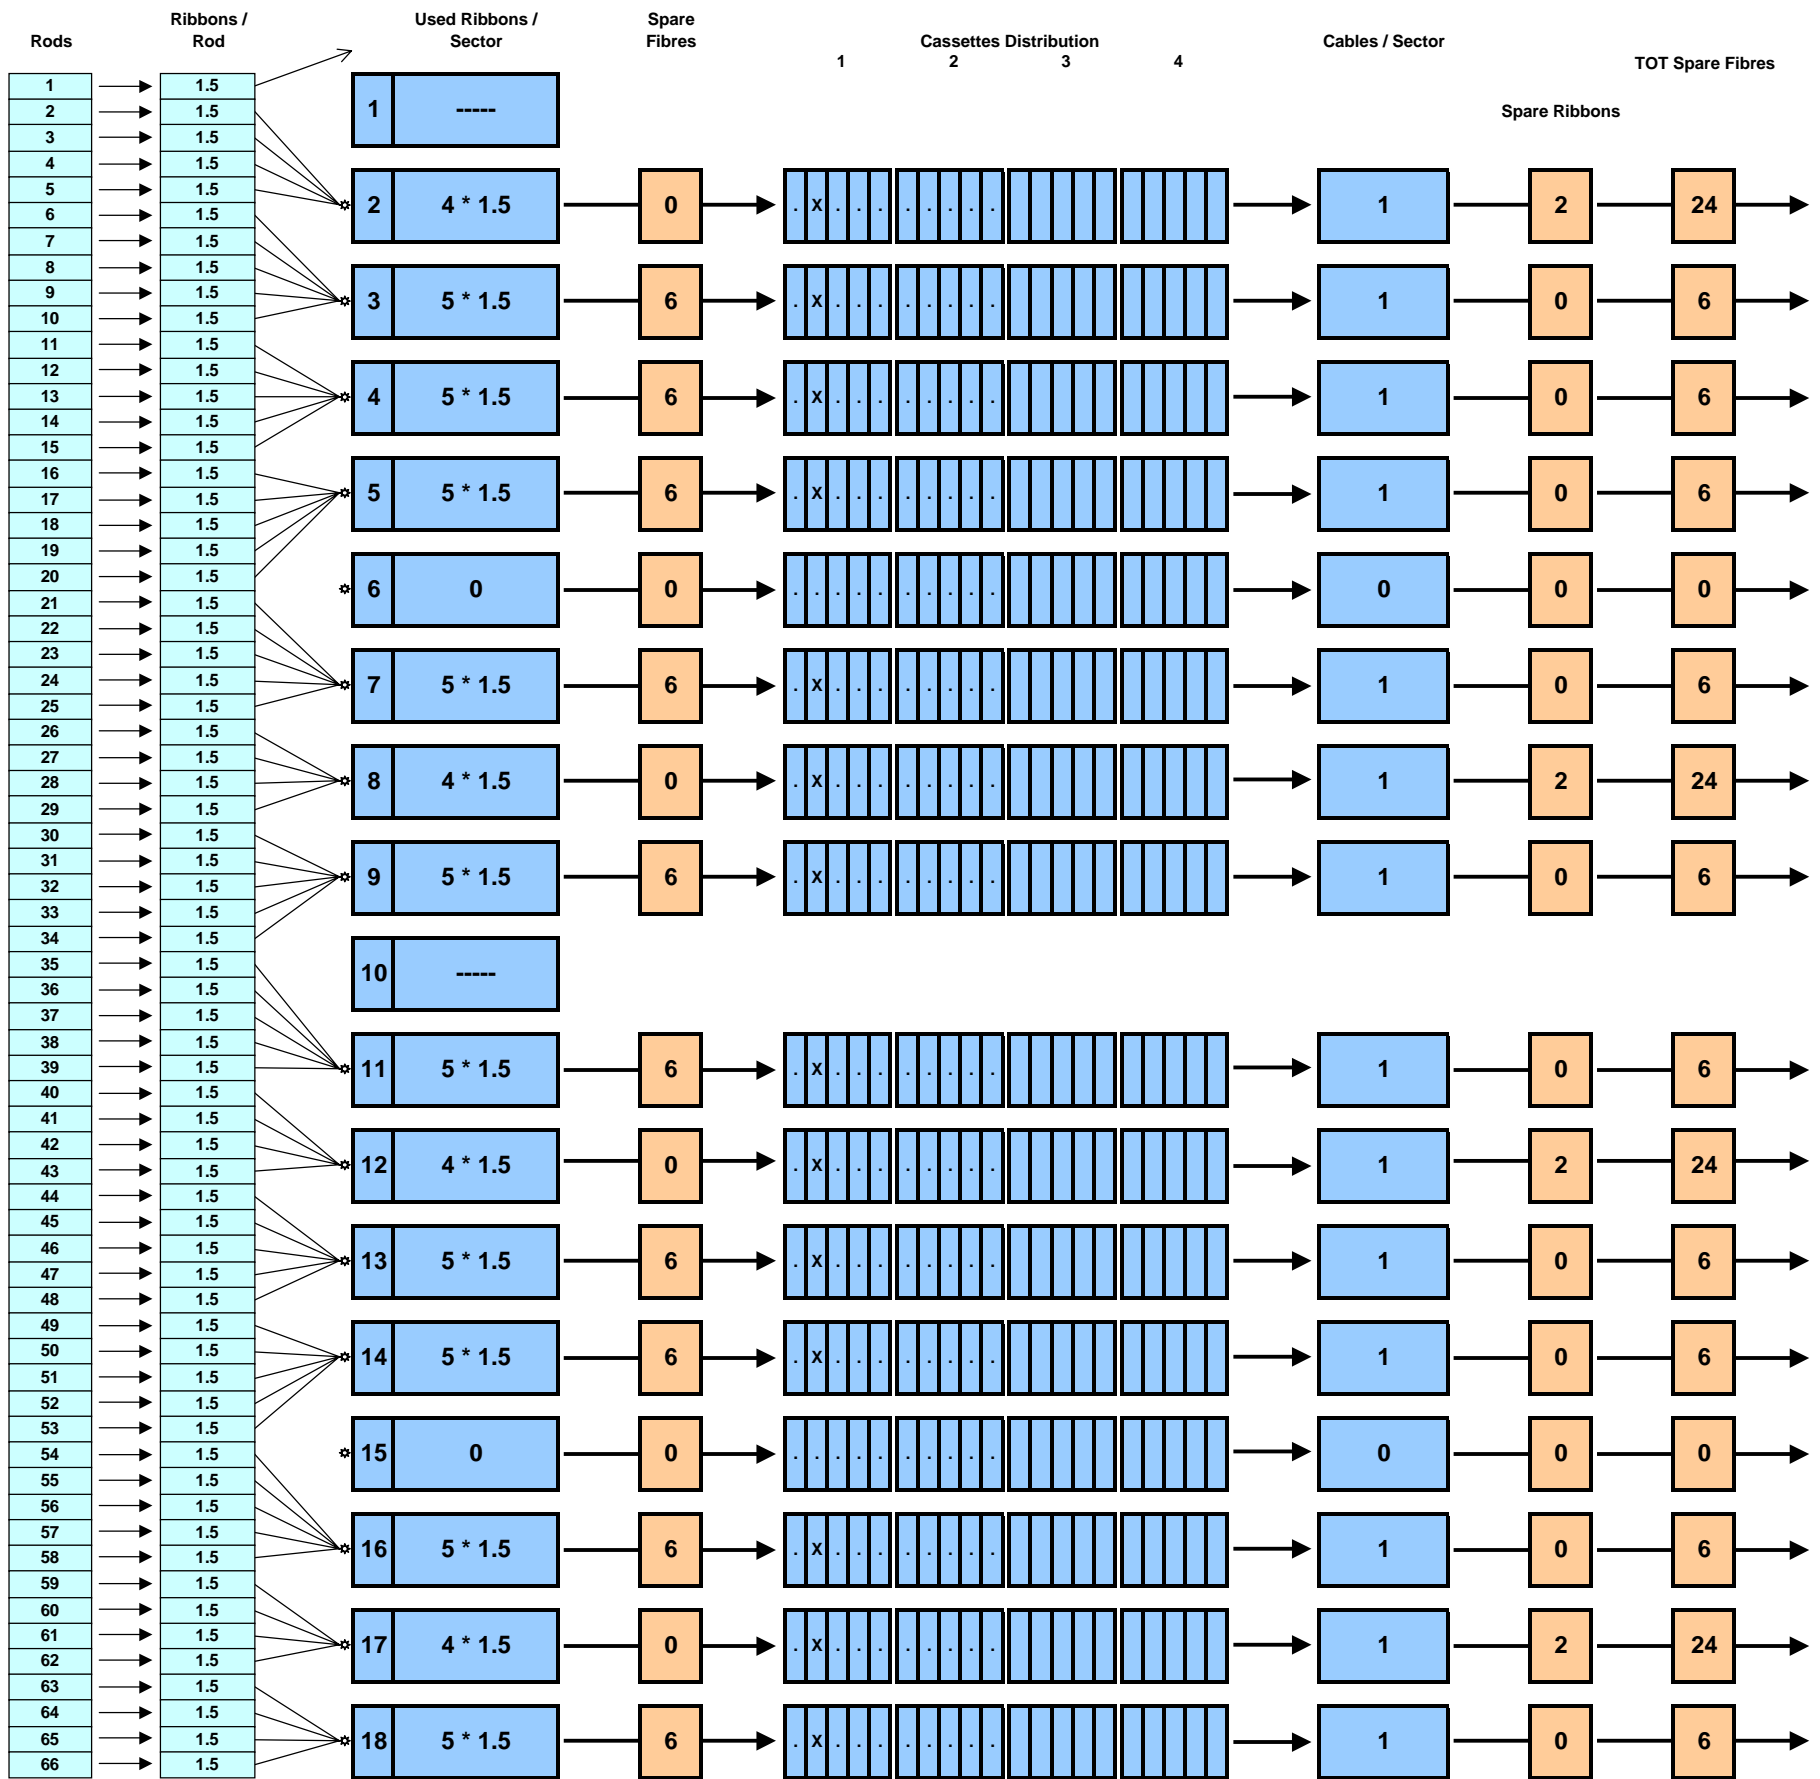 Rods
Ribbons /
Rod
Used Ribbons /
Sector
Spare
Fibres
Cassettes Distribution
1 2 3 4
Cables / Sector
Spare Ribbons
TOT Spare Fibres
1 1.5
2 1.5
3 1.5
4 1.5
5 1.5
6 1.5
7 1.5
8 1.5
9 1.5
10 1.5
11 1.5
12 1.5
13 1.5
14 1.5
15 1.5
16 1.5
17 1.5
18 1.5
19 1.5
20 1.5
21 1.5
22 1.5
23 1.5
24 1.5
25 1.5
26 1.5
27 1.5
28 1.5
29 1.5
30 1.5
31 1.5
32 1.5
33 1.5
34 1.5
35 1.5
36 1.5
37 1.5
38 1.5
39 1.5
40 1.5
41 1.5
42 1.5
43 1.5
44 1.5
45 1.5
46 1.5
47 1.5
48 1.5
49 1.5
50 1.5
51 1.5
52 1.5
53 1.5
54 1.5
55 1.5
56 1.5
57 1.5
58 1.5
59 1.5
60 1.5
61 1.5
62 1.5
63 1.5
64 1.5
65 1.5
66 1.5
1 -----
2 4 * 1.5 0 . x . . . . . . . . 1 2 24
3 5 * 1.5 6 . x . . . . . . . . 1 0 6
4 5 * 1.5 6 . x . . . . . . . . 1 0 6
5 5 * 1.5 6 . x . . . . . . . . 1 0 6
6 0 0 . . . . . . . . . . 0 0 0
7 5 * 1.5 6 . x . . . . . . . . 1 0 6
8 4 * 1.5 0 . x . . . . . . . . 1 2 24
9 5 * 1.5 6 . x . . . . . . . . 1 0 6
10 -----
11 5 * 1.5 6 . x . . . . . . . . 1 0 6
12 4 * 1.5 0 . x . . . . . . . . 1 2 24
13 5 * 1.5 6 . x . . . . . . . . 1 0 6
14 5 * 1.5 6 . x . . . . . . . . 1 0 6
15 0 0 . . . . . . . . . . 0 0 0
16 5 * 1.5 6 . x . . . . . . . . 1 0 6
17 4 * 1.5 0 . x . . . . . . . . 1 2 24
18 5 * 1.5 6 . x . . . . . . . . 1 0 6